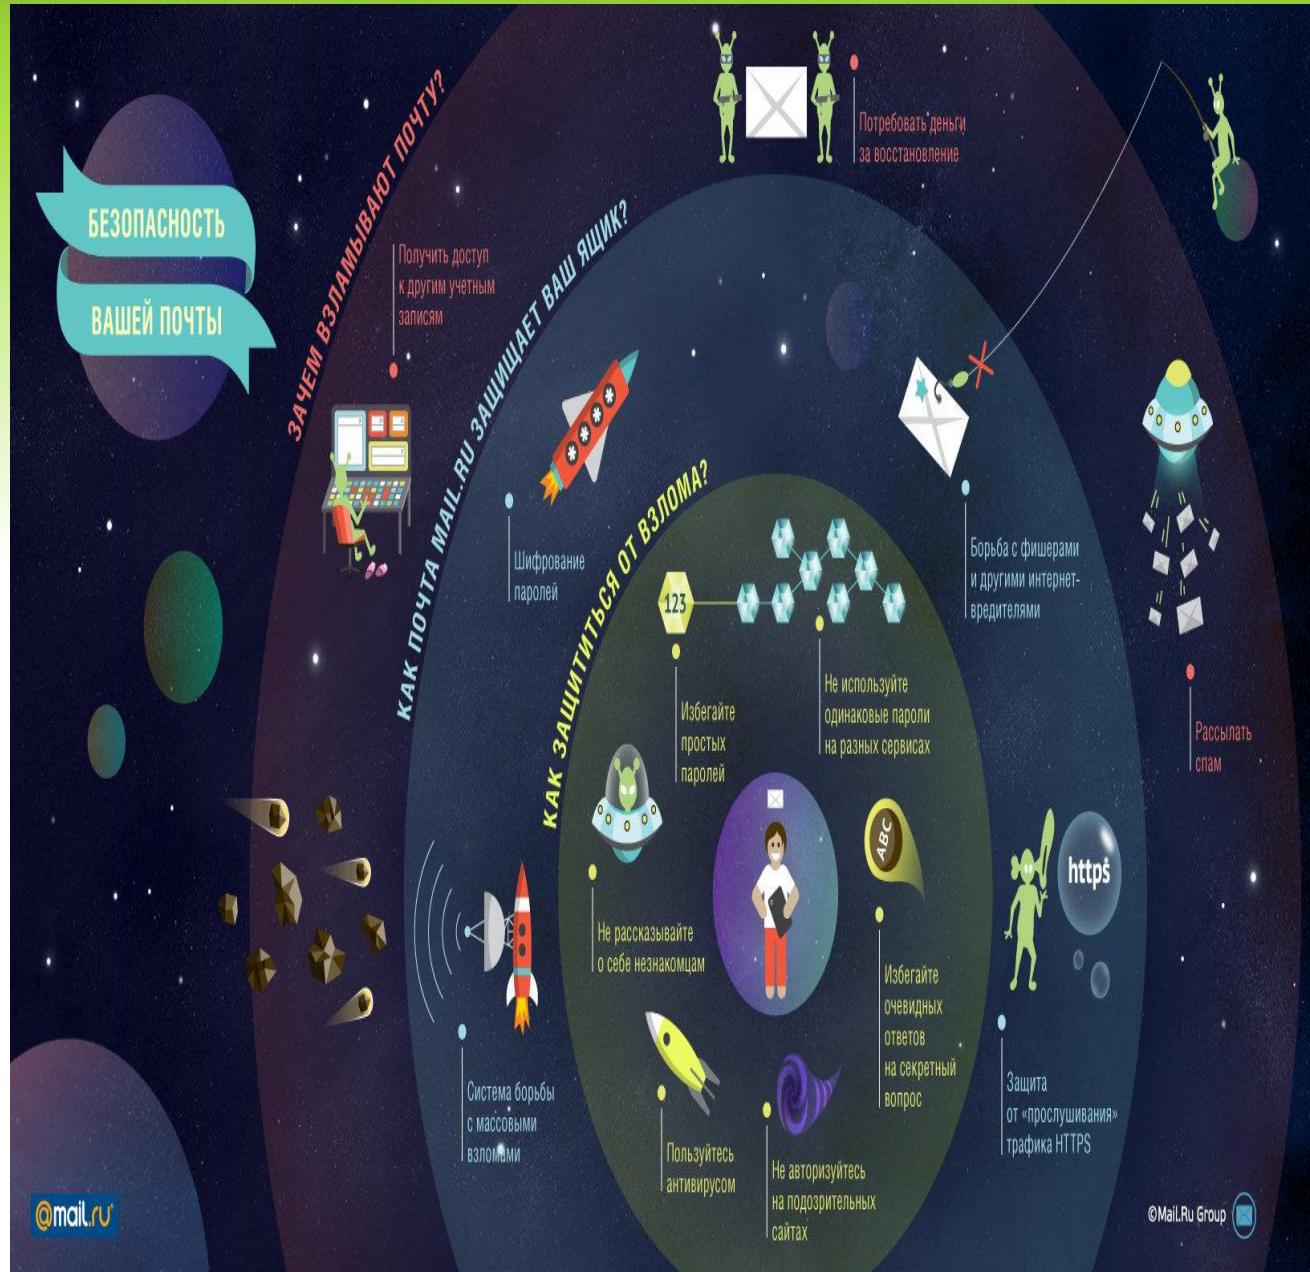 БЕЗОПАСНОСТЬ
ВАШЕЙ ПОЧТЫ
ЗАЧЕМ ВЗЛАМЫВАЮТ ПОЧТУ?
Получить доступ
к другим учетным
записям
Потребовать деньги
за восстановление
Рассылать
спам
КАК ПОЧТА MAIL.RU ЗАЩИЩАЕТ ВАШ ЯЩИК?
Шифрование
паролей
Борьба с фишерами
и другими интернет-
вредителями
Система борьбы
с массовыми
взломами
https
Защита
от «прослушивания»
трафика HTTPS
КАК ЗАЩИТИТЬСЯ ОТ ВЗЛОМА?
123
Избегайте
простых
паролей
Не используйте
одинаковые пароли
на разных сервисах
Не рассказывайте
о себе незнакомцам
ABC
Избегайте
очевидных
ответов
на секретный
вопрос
Пользуйтесь
антивирусом
Не авторизуйтесь
на подозрительных
сайтах
@mail.ru
©Mail.Ru Group